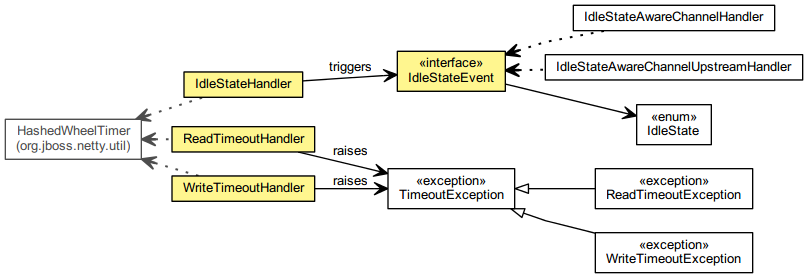 IdleStateAwareChannelHandler
«interface»
IdleStateEvent
triggers
IdleStateAwareChannelUpstreamHandler
IdleStateHandler
«enum»
IdleState
HashedWheelTimer
(org.jboss.netty.util)
ReadTimeoutHandler
raises
WriteTimeoutHandler
raises
«exception»
TimeoutException
«exception»
ReadTimeoutException
«exception»
WriteTimeoutException